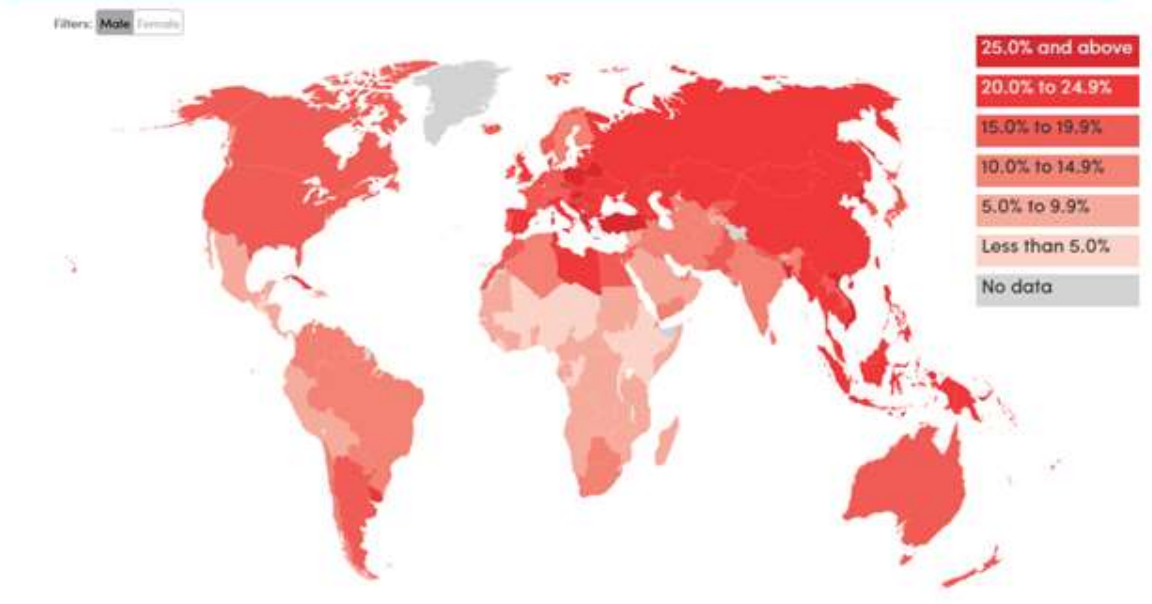 Filters: Male Female
25.0% and above
20.0% to 24.9%
15.0% to 19.9%
10.0% to 14.9%
5.0% to 9.9%
Less than 5.0%
No data